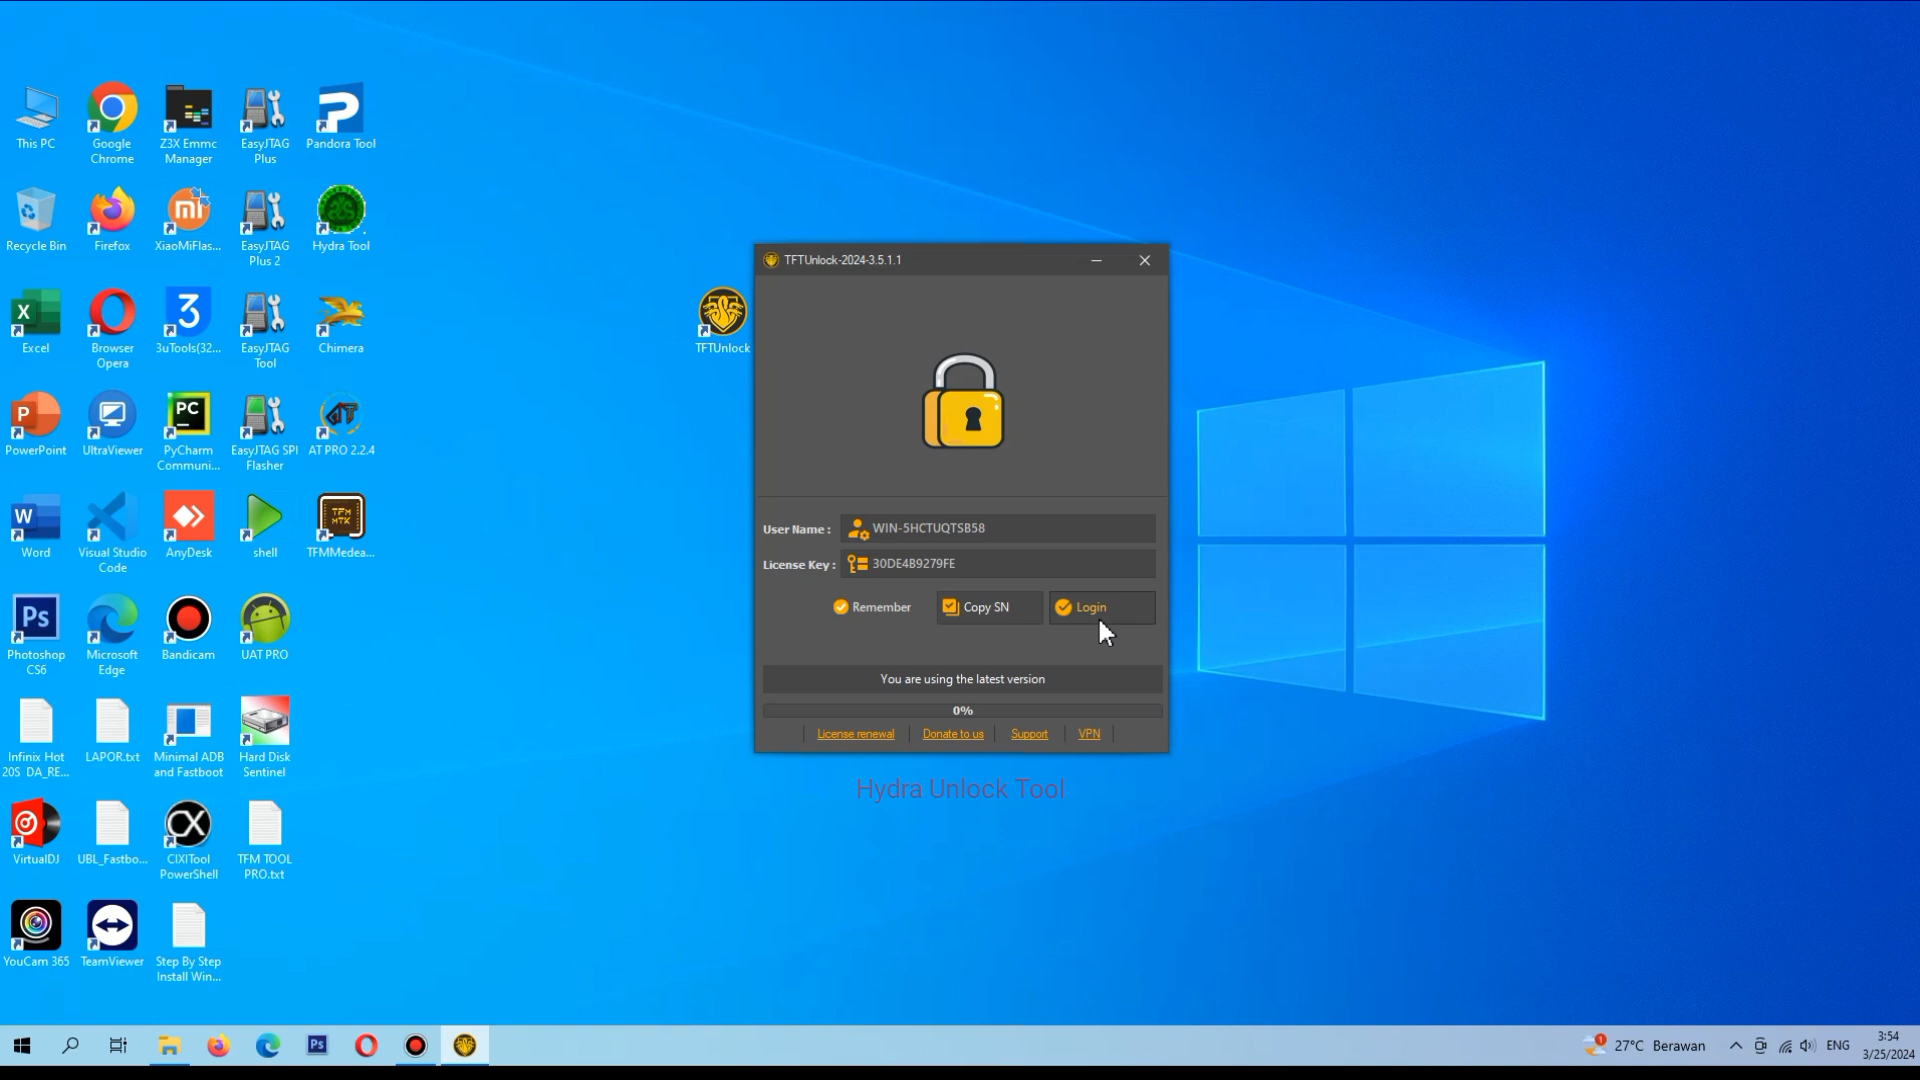 This PC
Google
Chrome
Z3X Emmc
Manager
EasyJTAG
Plus
Pandora Tool
Recycle Bin
Firefox
XiaoMiFlas...
EasyJTAG
Plus 2
Hydra Tool
Excel
Browser
Opera
3uTools(32...
EasyJTAG
Tool
Chimera
PowerPoint
UltraViewer
PyCharm
Communi...
EasyJTAG SPI
Flasher
AT PRO 2.2.4
Word
Visual Studio
Code
AnyDesk
shell
TFMMedea...
Photoshop
CS6
Microsoft
Edge
Bandicam
UAT PRO
Infinix Hot
20S DA_RE...
LAPOR.txt
Minimal ADB
and Fastboot
Hard Disk
Sentinel
VirtualDJ
UBL_Fastbo...
CIXITool
PowerShell
TFM TOOL
PRO.txt
YouCam 365
TeamViewer
Step By Step
Install Win...
TFTUnlock
TFTUnlock-2024-3.5.1.1
User Name : WIN-5HCTUQTSB58
License Key : 30DE4B9279FE
Remember Copy SN Login
You are using the latest version
0%
License renewal Donate to us Support VPN
Hydra Unlock Tool
27°C Berawan ENG
3:54
3/25/2024